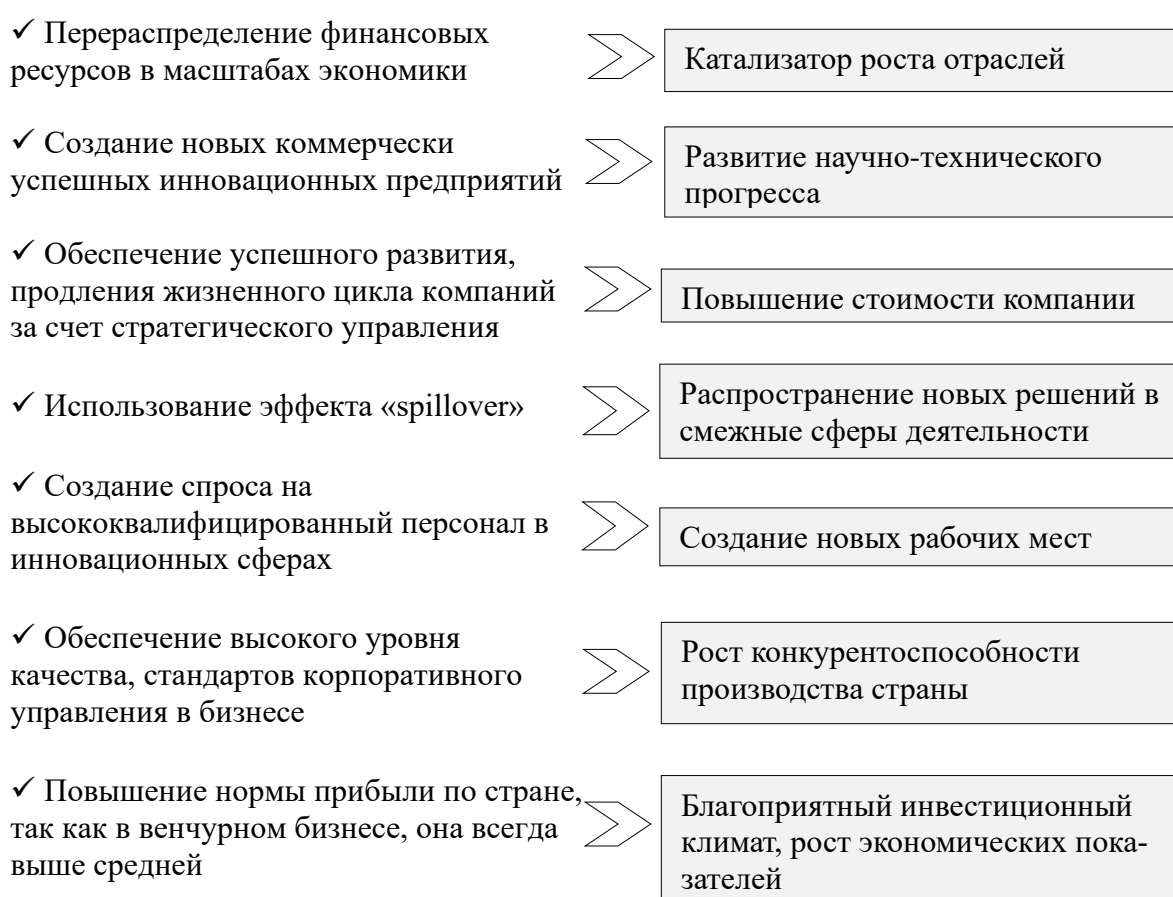 ✓ Перераспределение финансовых
ресурсов в масштабах экономики
Катализатор роста отраслей
✓ Создание новых коммерчески
успешных инновационных предприятий
Развитие научно-технического
прогресса
✓ Обеспечение успешного развития,
продления жизненного цикла компаний
за счет стратегического управления
Повышение стоимости компании
✓ Использование эффекта «spillover»
Распространение новых решений в
смежные сферы деятельности
✓ Создание спроса на
высококвалифицированный персонал в
инновационных сферах
Создание новых рабочих мест
✓ Обеспечение высокого уровня
качества, стандартов корпоративного
управления в бизнесе
Рост конкурентоспособности
производства страны
✓ Повышение нормы прибыли по стране,
так как в венчурном бизнесе, она всегда
выше средней
Благоприятный инвестиционный
климат, рост экономических пока-
зателей